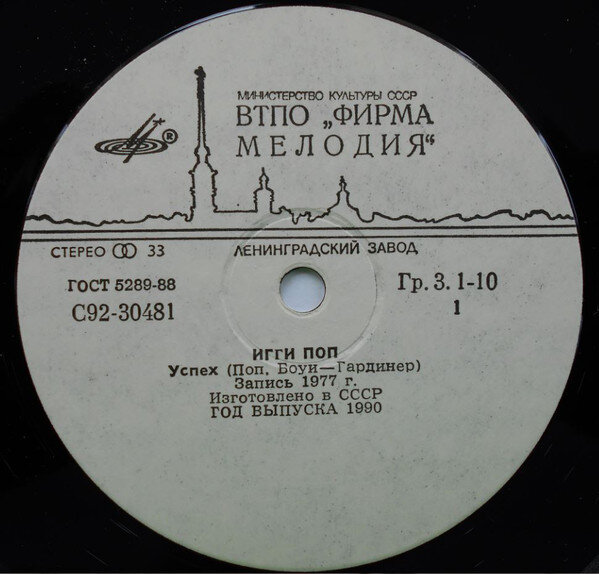 МИНИСТЕРСТВО КУЛЬТУРЫ СССР
ВТПО „ФИРМА
МЕЛОДИЯ“
®
СТЕРЕО 33
ЛЕНИНГРАДСКИЙ ЗАВОД
ГОСТ 5289-88
Гр. 3. 1-10
С92-30481
1
ИГГИ ПОП
Успех (Поп, Боуи—Гардинер)
Запись 1977 г.
Изготовлено в СССР
ГОД ВЫПУСКА 1990